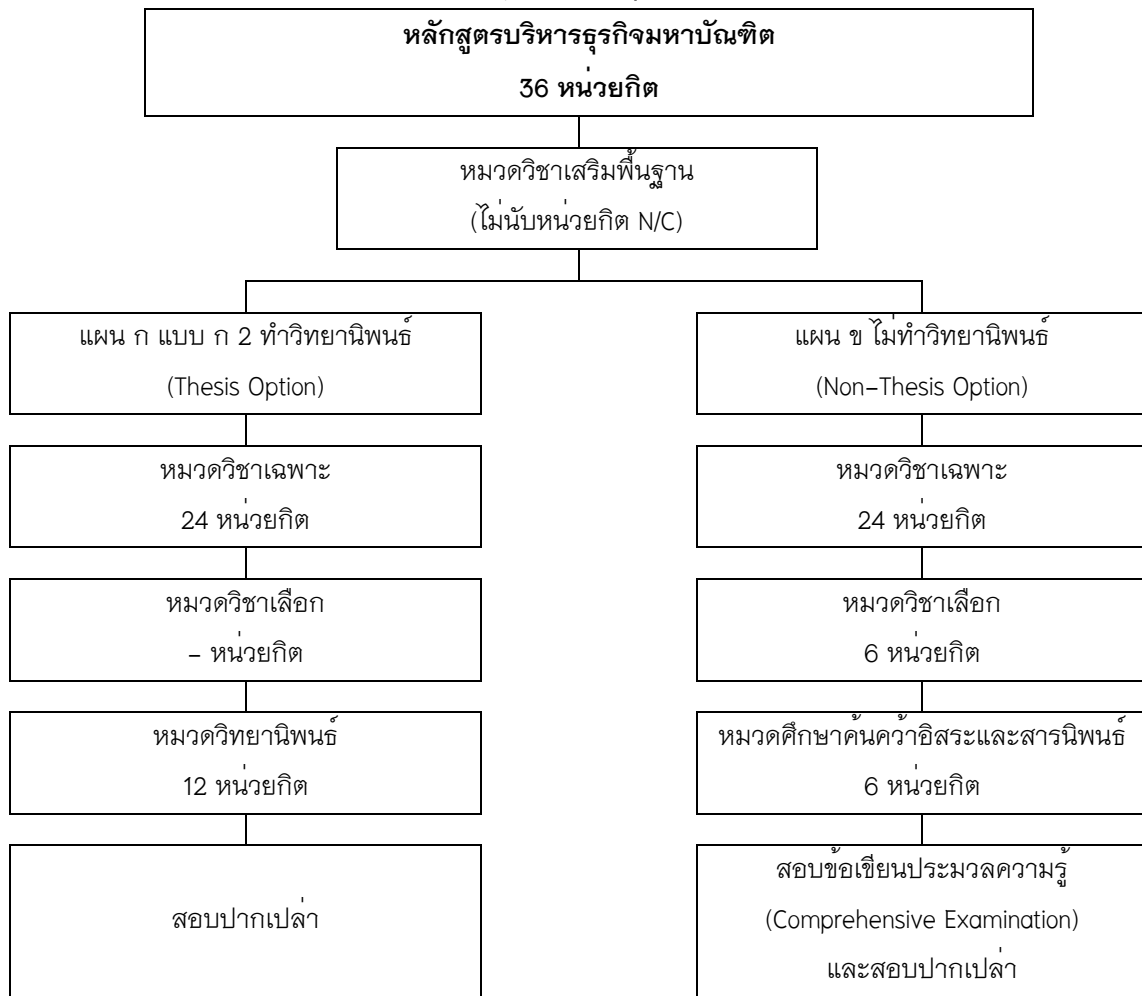 หลักสูตรบริหารธุรกิจมหาบัณฑิต
36 หน่วยกิต
หมวดวิชาเสริมพื้นฐาน
(ไม่นับหน่วยกิต N/C)
แผน ก แบบ ก 2 ทำวิทยานิพนธ์
(Thesis Option)
หมวดวิชาเฉพาะ
24 หน่วยกิต
หมวดวิชาเลือก
– หน่วยกิต
หมวดวิทยานิพนธ์
12 หน่วยกิต
สอบปากเปล่า
แผน ข ไม่ทำวิทยานิพนธ์
(Non–Thesis Option)
หมวดวิชาเฉพาะ
24 หน่วยกิต
หมวดวิชาเลือก
6 หน่วยกิต
หมวดศึกษาค้นคว้าอิสระและสารนิพนธ์
6 หน่วยกิต
สอบข้อเขียนประมวลความรู้
(Comprehensive Examination)
และสอบปากเปล่า